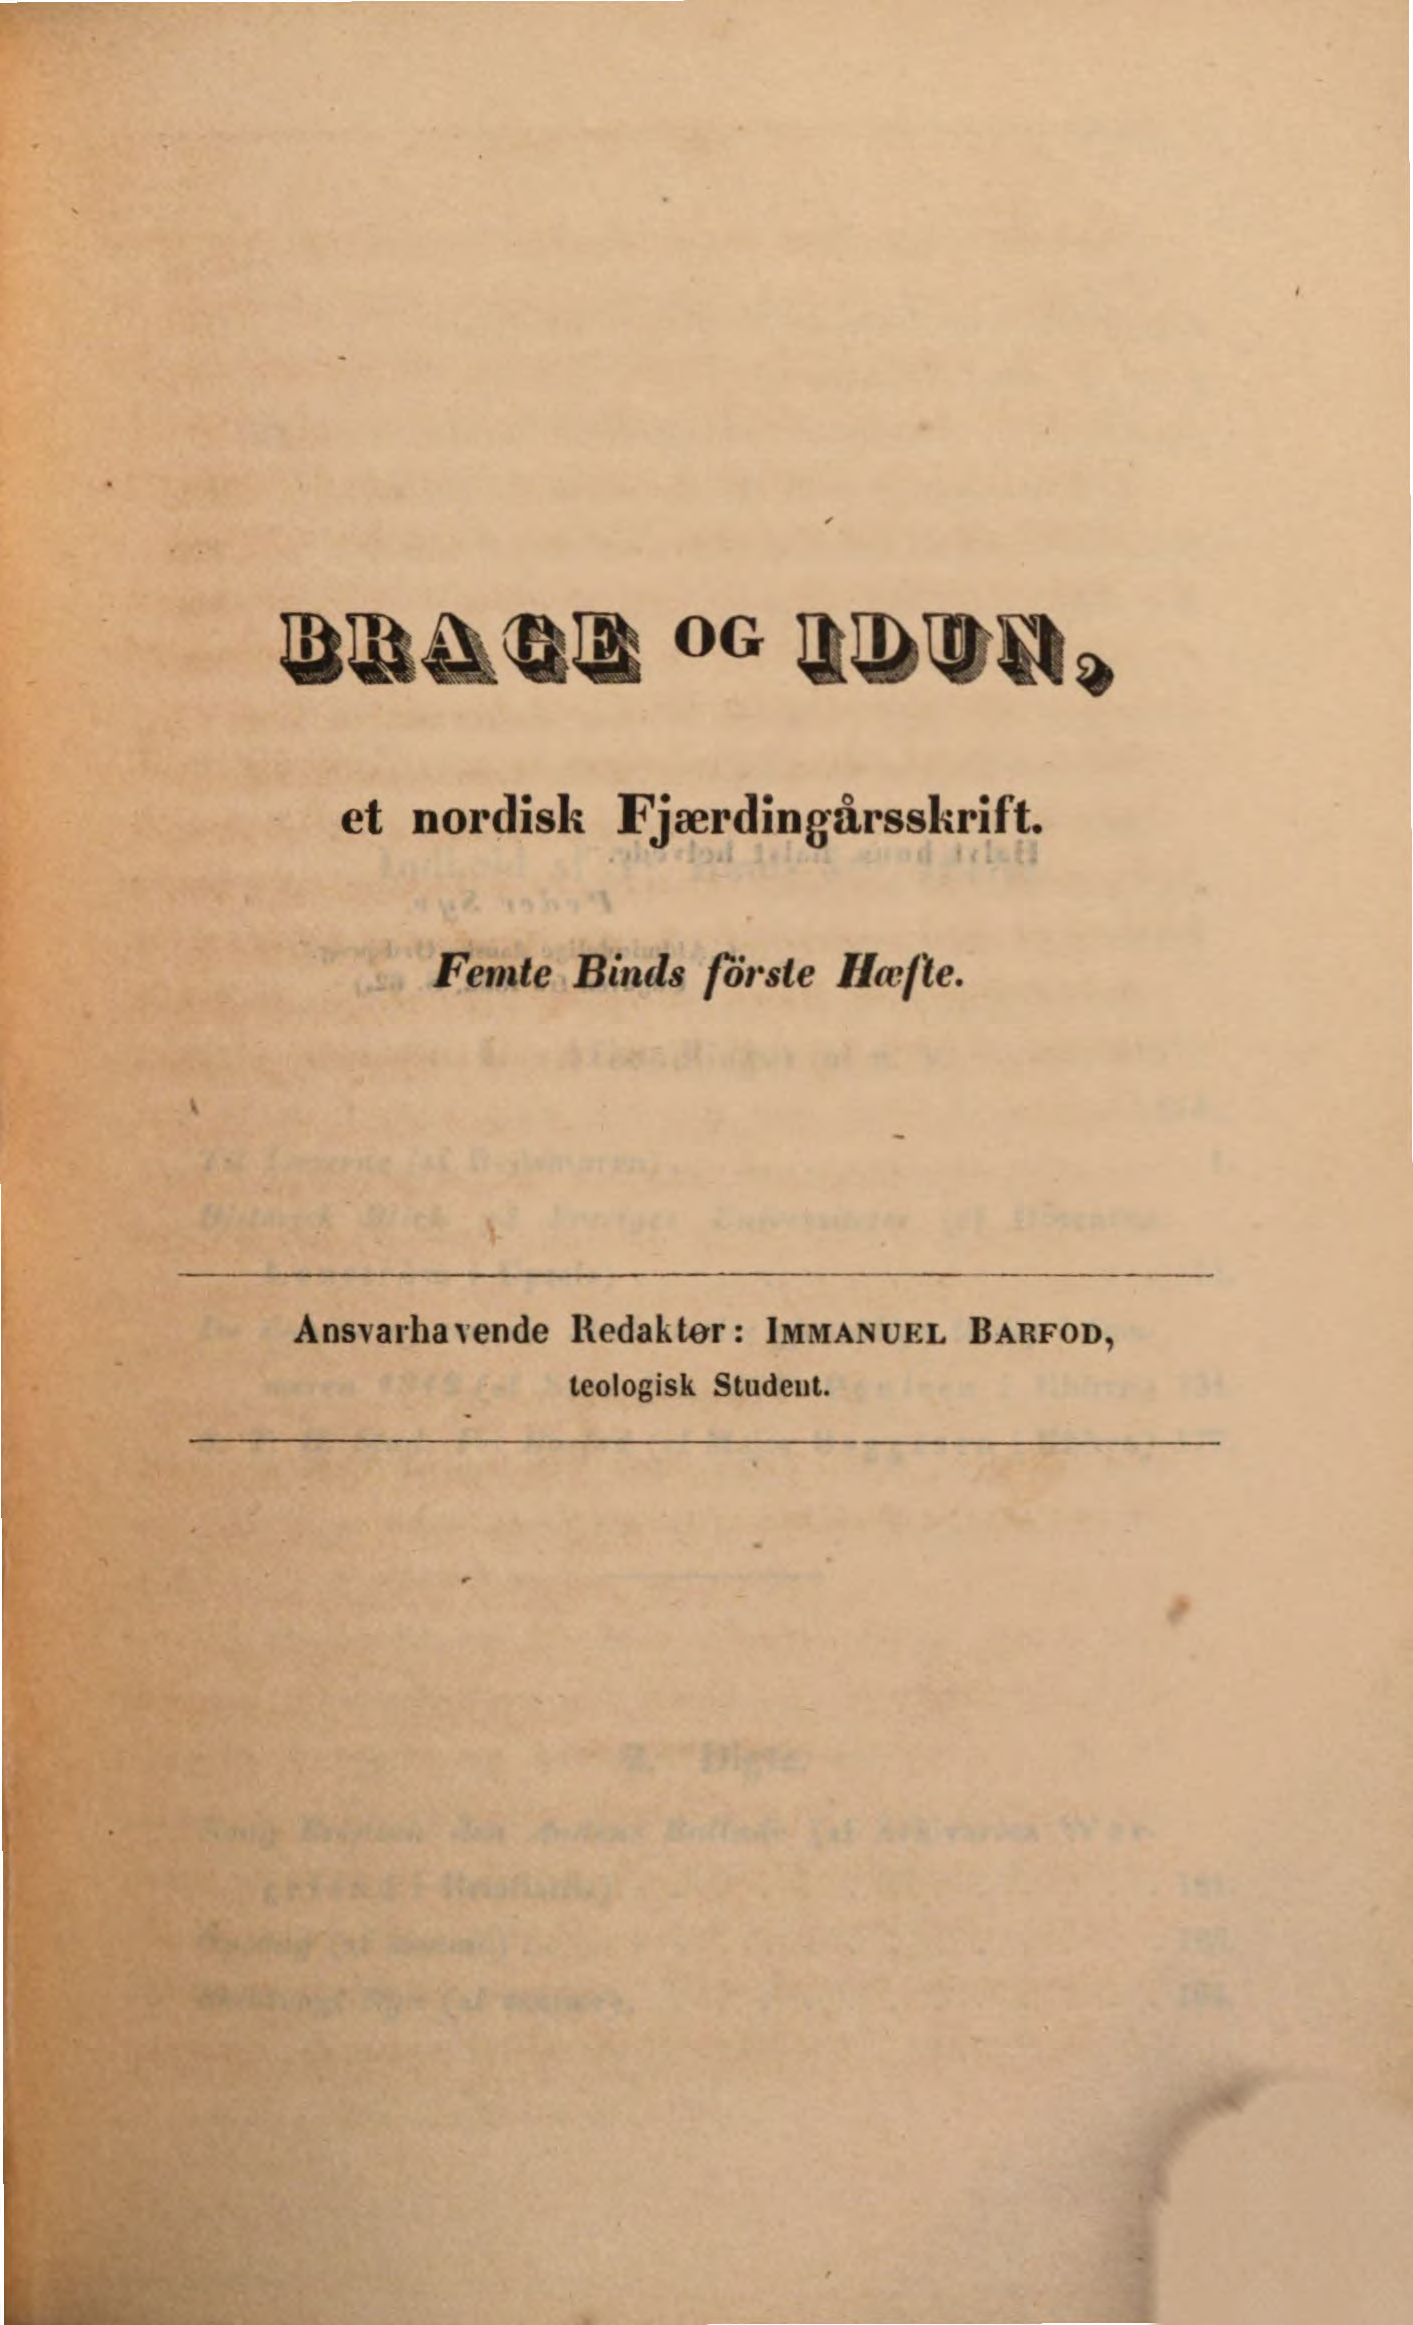 BRAGE OG IDUN,
et nordisk Fjærdingårsskrift.
Femte Binds förste Hæfte.
Ansvarhavende Redaktør: IMMANUEL BARFOD,
teologisk Student.